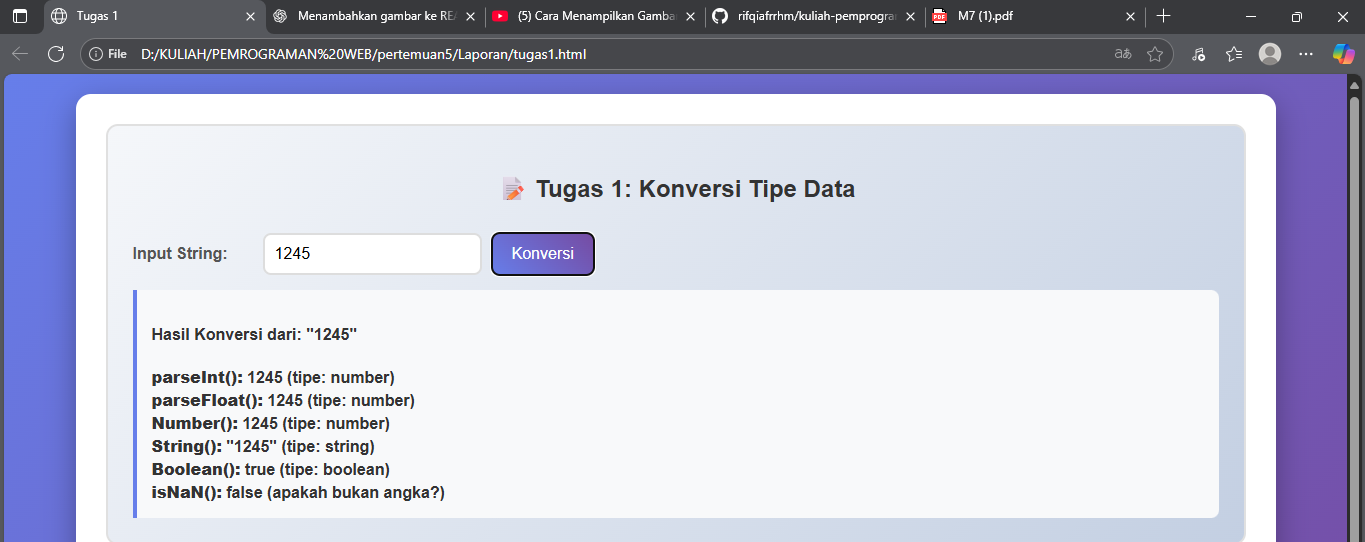 Tugas 1
Menambahkan gambar ke REA
(5) Cara Menampilkan Gamba
rifqiafrrhm/kuliah-pemprogra
PDF
M7 (1).pdf
File
D:/KULIAH/PEMROGRAMAN%20WEB/pertemuan5/Laporan/tugas1.html
aあ
Tugas 1: Konversi Tipe Data
Input String:
1245
Konversi
Hasil Konversi dari: "1245"
parseInt(): 1245 (tipe: number)
parseFloat(): 1245 (tipe: number)
Number(): 1245 (tipe: number)
String(): "1245" (tipe: string)
Boolean(): true (tipe: boolean)
isNaN(): false (apakah bukan angka?)